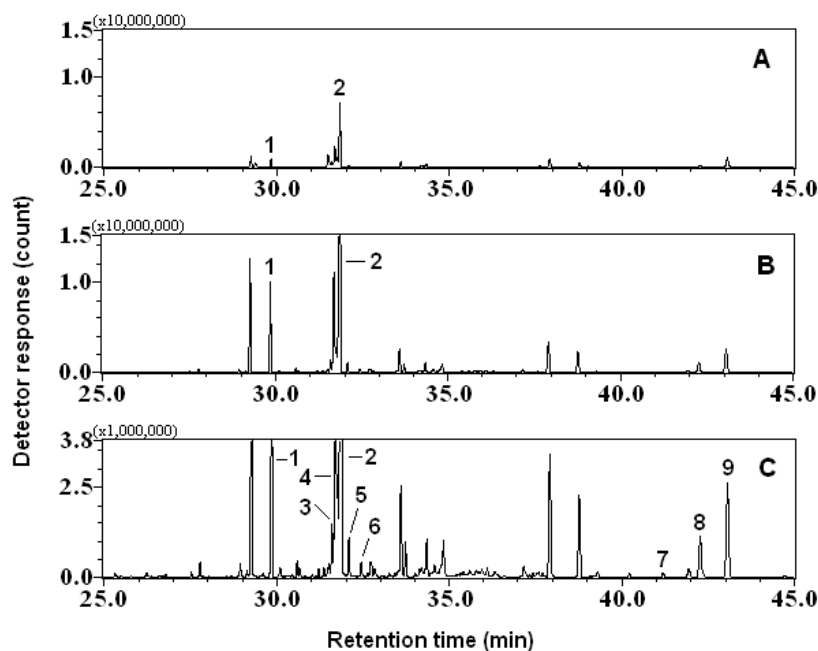 (x10,000,000)
1.5
A
1.0
2
1
0.0
25.0 30.0 35.0 40.0 45.0
(x10,000,000)
1.5
B
1 2
1.0
0.0
25.0 30.0 35.0 40.0 45.0
(x1,000,000)
3.8
C
1 2 9
4
2.5
3 5 8
6 7
0.0
25.0 30.0 35.0 40.0 45.0
Detector response (count)
Retention time (min)